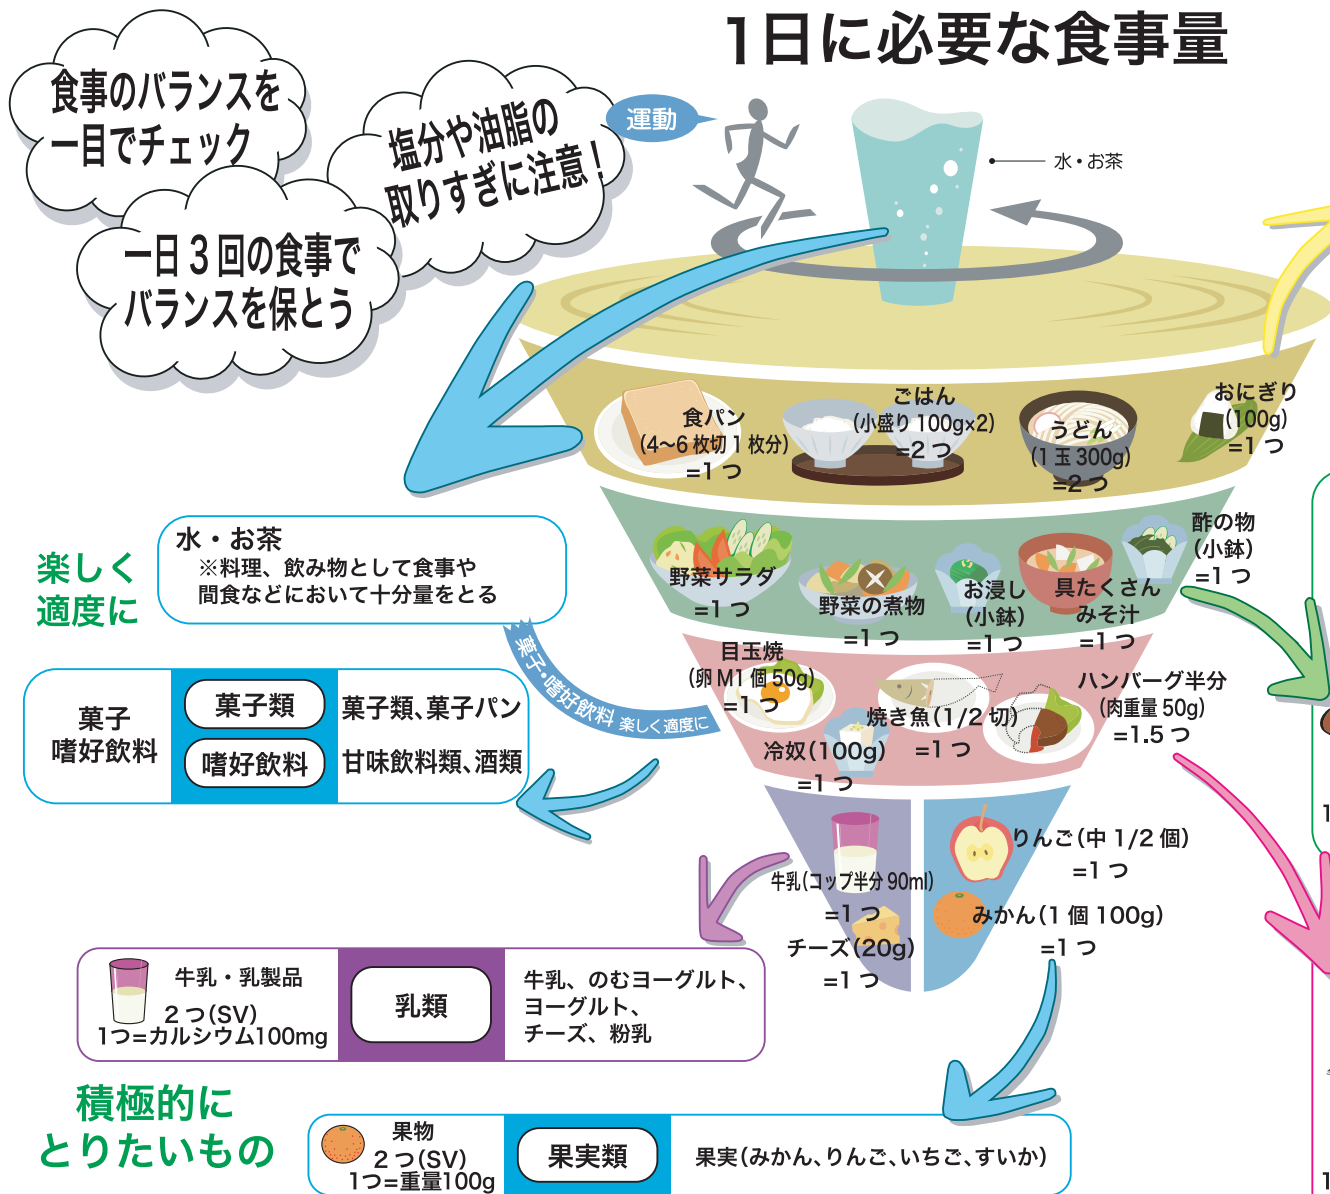 1日に必要な食事量
食事のバランスを
一目でチェック
塩分や油脂の
取りすぎに注意！
一日３回の食事で
バランスを保とう
運動
水・お茶
食パン
(4〜6枚切1枚分)
=1つ
ごはん
(小盛り100g×2)
=2つ
うどん
(1玉300g)
=2つ
おにぎり
(100g)
=1つ
野菜サラダ
=1つ
野菜の煮物
=1つ
お浸し
(小鉢)
=1つ
具たくさん
みそ汁
=1つ
酢の物
(小鉢)
=1つ
目玉焼
(卵M1個50g)
=1つ
冷奴(100g)
=1つ
焼き魚(1/2切)
=1つ
ハンバーグ半分
(肉重量50g)
=1.5つ
牛乳(コップ半分90ml)
=1つ
チーズ(20g)
=1つ
りんご(中1/2個)
=1つ
みかん(1個100g)
=1つ
楽しく
適度に
水・お茶
※料理、飲み物として食事や
間食などにおいて十分量をとる
菓子・嗜好飲料 楽しく適度に
菓子
嗜好飲料
菓子類
菓子類、菓子パン
嗜好飲料
甘味飲料類、酒類
牛乳・乳製品
2つ(SV)
1つ=カルシウム100mg
乳類
牛乳、のむヨーグルト、
ヨーグルト、
チーズ、粉乳
積極的に
とりたいもの
果物
2つ(SV)
1つ=重量100g
果実類
果実(みかん、りんご、いちご、すいか)